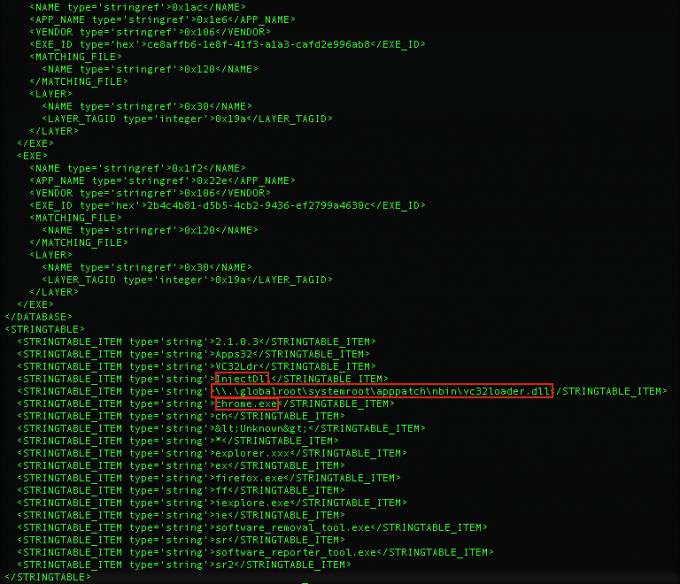 <NAME type='stringref'>0x1ac</NAME>
<APP_NAME type='stringref'>0x1e6</APP_NAME>
<VENDOR type='stringref'>0x106</VENDOR>
<EXE_ID type='hex'>ce8affb6-1e8f-41f3-a1a3-cafd2e996ab8</EXE_ID>
<MATCHING_FILE>
<NAME type='stringref'>0x120</NAME>
</MATCHING_FILE>
<LAYER>
<NAME type='stringref'>0x30</NAME>
<LAYER_TAGID type='integer'>0x19a</LAYER_TAGID>
</LAYER>
</EXE>
<EXE>
<NAME type='stringref'>0x1f2</NAME>
<APP_NAME type='stringref'>0x22e</APP_NAME>
<VENDOR type='stringref'>0x106</VENDOR>
<EXE_ID type='hex'>2b4c4b81-d5b5-4cb2-9436-ef2799a4630c</EXE_ID>
<MATCHING_FILE>
<NAME type='stringref'>0x120</NAME>
</MATCHING_FILE>
<LAYER>
<NAME type='stringref'>0x30</NAME>
<LAYER_TAGID type='integer'>0x19a</LAYER_TAGID>
</LAYER>
</EXE>
</DATABASE>
<STRINGTABLE>
<STRINGTABLE_ITEM type='string'>2.1.0.3</STRINGTABLE_ITEM>
<STRINGTABLE_ITEM type='string'>Apps32</STRINGTABLE_ITEM>
<STRINGTABLE_ITEM type='string'>VC32Ldr</STRINGTABLE_ITEM>
<STRINGTABLE_ITEM type='string'>InjectDll</STRINGTABLE_ITEM>
<STRINGTABLE_ITEM type='string'>\\.\globalroot\systemroot\apppatch\nbin\vc32loader.dll</STRINGTABLE_ITEM>
<STRINGTABLE_ITEM type='string'>chrome.exe</STRINGTABLE_ITEM>
<STRINGTABLE_ITEM type='string'>ch</STRINGTABLE_ITEM>
<STRINGTABLE_ITEM type='string'>&lt;Unknown&gt;</STRINGTABLE_ITEM>
<STRINGTABLE_ITEM type='string'>*</STRINGTABLE_ITEM>
<STRINGTABLE_ITEM type='string'>explorer.xxx</STRINGTABLE_ITEM>
<STRINGTABLE_ITEM type='string'>ex</STRINGTABLE_ITEM>
<STRINGTABLE_ITEM type='string'>firefox.exe</STRINGTABLE_ITEM>
<STRINGTABLE_ITEM type='string'>ff</STRINGTABLE_ITEM>
<STRINGTABLE_ITEM type='string'>iexplore.exe</STRINGTABLE_ITEM>
<STRINGTABLE_ITEM type='string'>ie</STRINGTABLE_ITEM>
<STRINGTABLE_ITEM type='string'>software_removal_tool.exe</STRINGTABLE_ITEM>
<STRINGTABLE_ITEM type='string'>sr</STRINGTABLE_ITEM>
<STRINGTABLE_ITEM type='string'>software_reporter_tool.exe</STRINGTABLE_ITEM>
<STRINGTABLE_ITEM type='string'>sr2</STRINGTABLE_ITEM>
</STRINGTABLE>